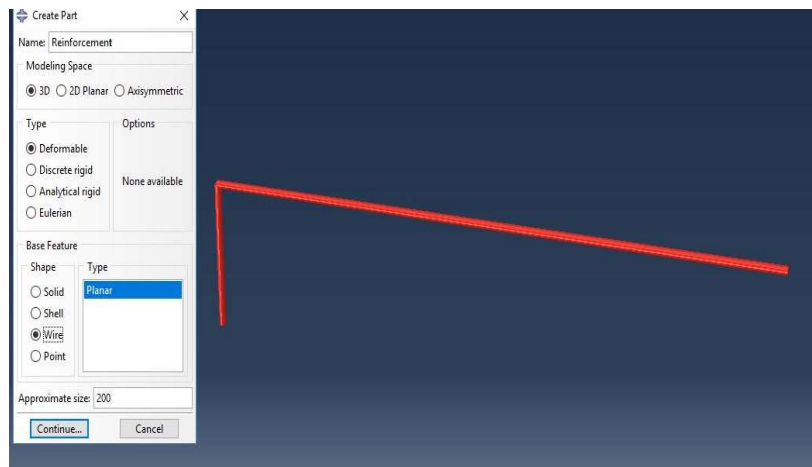 Create Part
Name: Reinforcement
Modeling Space
3D 2D Planar Axisymmetric
Type
Options
Deformable
Discrete rigid
Analytical rigid
Eulerian
None available
Base Feature
Shape
Type
Solid
Shell
Wire
Point
Planar
Approximate size: 200
Continue...
Cancel